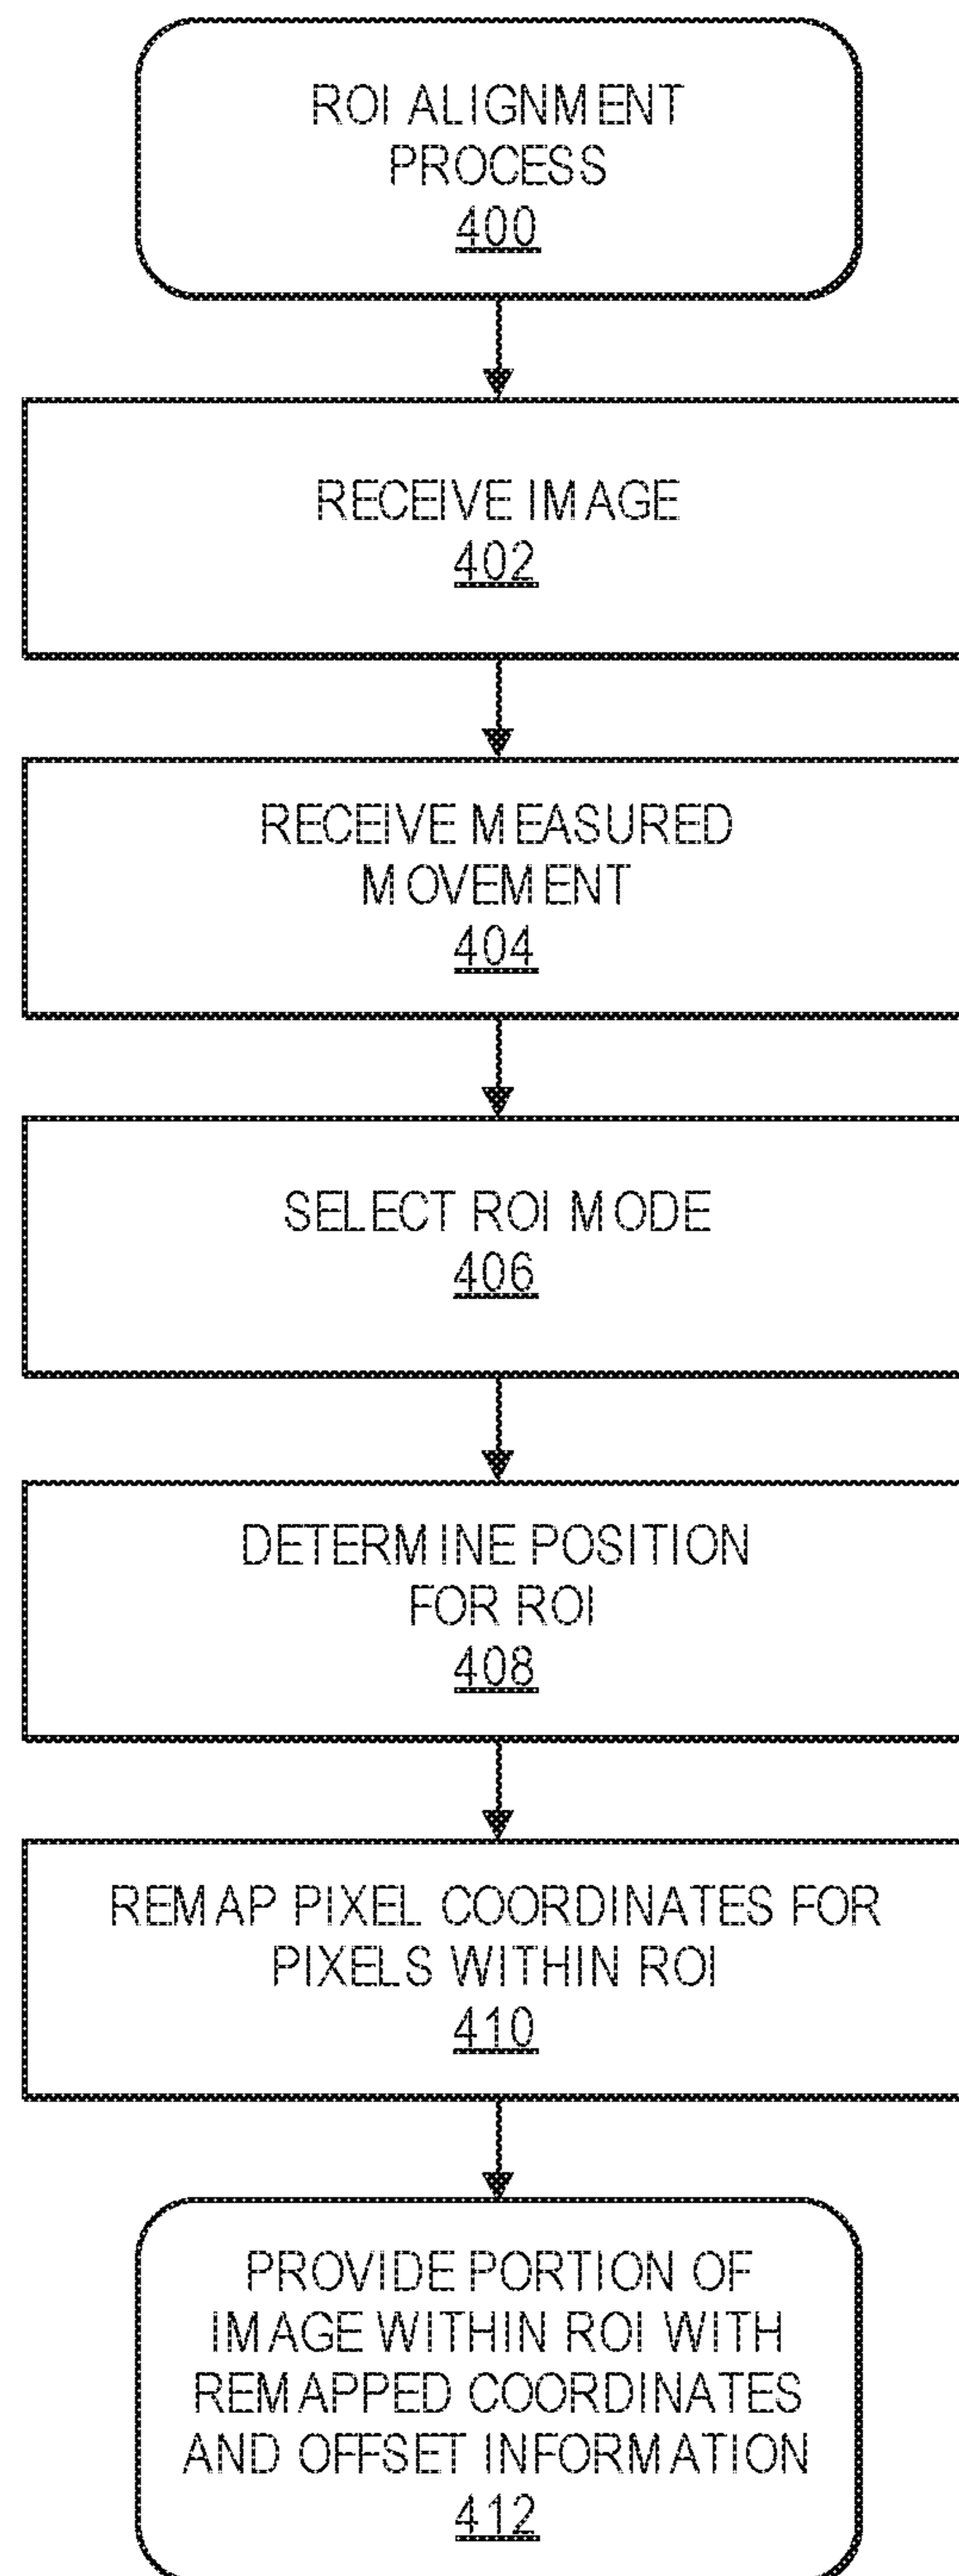 ROI ALIGNMENT
PROCESS
400
RECEIVE IMAGE
402
RECEIVE MEASURED
MOVEMENT
404
SELECT ROI MODE
406
DETERMINE POSITION
FOR ROI
408
REMAP PIXEL COORDINATES FOR
PIXELS WITHIN ROI
410
PROVIDE PORTION OF
IMAGE WITHIN ROI WITH
REMAPPED COORDINATES
AND OFFSET INFORMATION
412